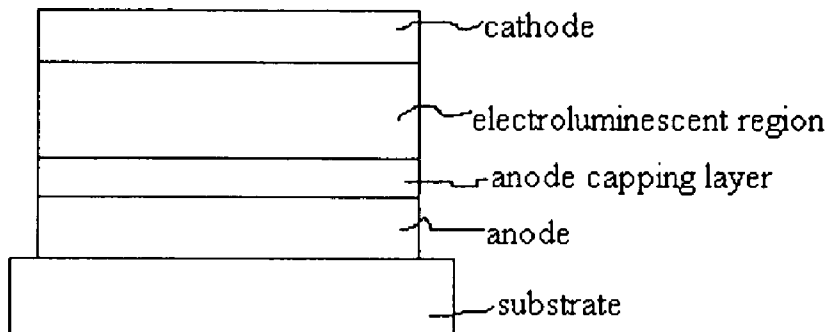 cathode
electroluminescent region
anode capping layer
anode
substrate